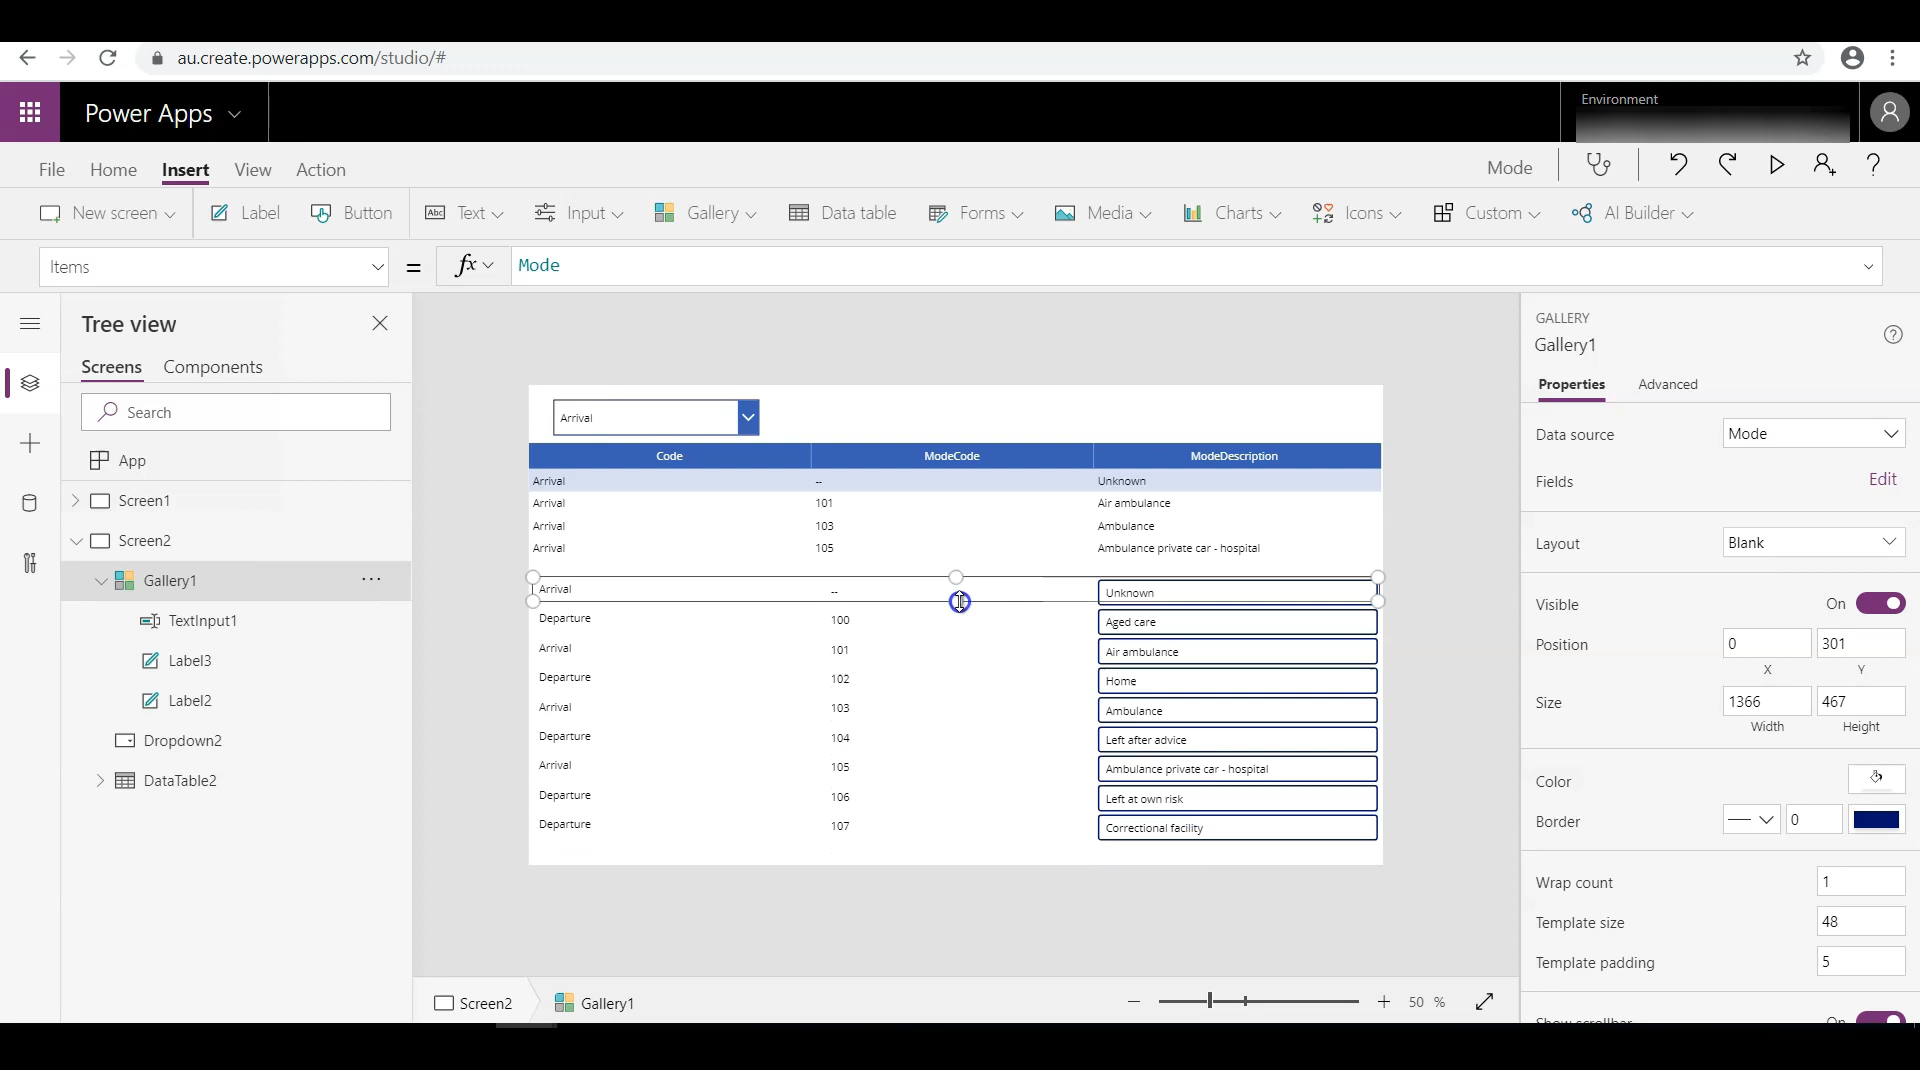 au.create.powerapps.com/studio/#
Power Apps
Environment
File Home Insert View Action Mode ?
New screen Label Button Abc Text Input Gallery Data table Forms Media Charts Icons Custom AI Builder
Items = fx Mode
Tree view
Screens Components
Search
App
Screen1
Screen2
Gallery1 ...
TextInput1
Label3
Label2
Dropdown2
DataTable2
Arrival
Code ModeCode ModeDescription
Arrival -- Unknown
Arrival 101 Air ambulance
Arrival 103 Ambulance
Arrival 105 Ambulance private car - hospital
Arrival -- Unknown
Departure 100 Aged care
Arrival 101 Air ambulance
Departure 102 Home
Arrival 103 Ambulance
Departure 104 Left after advice
Arrival 105 Ambulance private car - hospital
Departure 106 Left at own risk
Departure 107 Correctional facility
Screen2 Gallery1 50 %
GALLERY
Gallery1
Properties Advanced
Data source Mode
Fields Edit
Layout Blank
Visible On
Position 0 301
X Y
Size 1366 467
Width Height
Color
Border 0
Wrap count 1
Template size 48
Template padding 5
Show scrollbar On